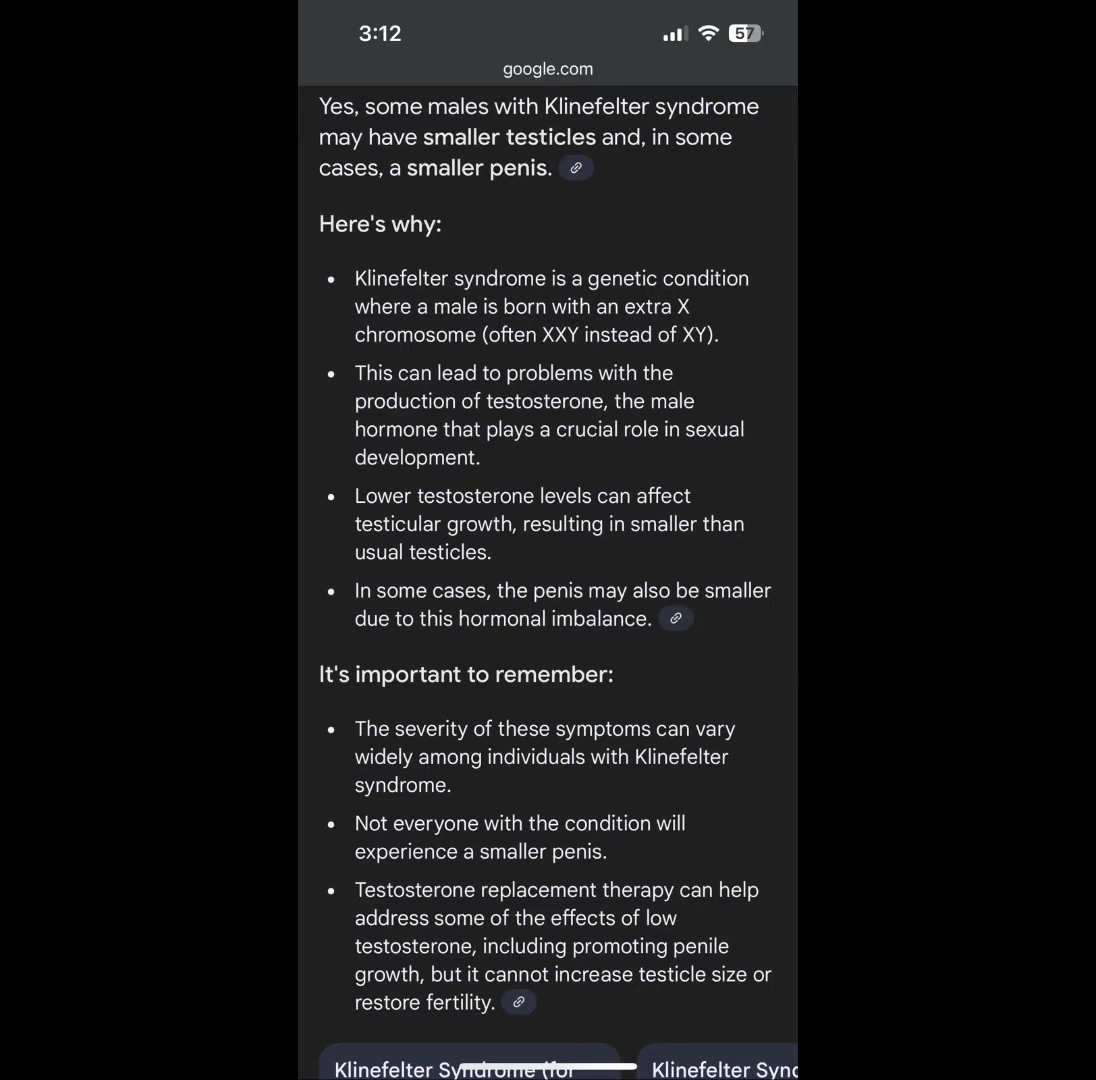 3:12
57
google.com
Yes, some males with Klinefelter syndrome
may have smaller testicles and, in some
cases, a smaller penis.
Here's why:
• Klinefelter syndrome is a genetic condition
where a male is born with an extra X
chromosome (often XXY instead of XY).
• This can lead to problems with the
production of testosterone, the male
hormone that plays a crucial role in sexual
development.
• Lower testosterone levels can affect
testicular growth, resulting in smaller than
usual testicles.
• In some cases, the penis may also be smaller
due to this hormonal imbalance.
It's important to remember:
• The severity of these symptoms can vary
widely among individuals with Klinefelter
syndrome.
• Not everyone with the condition will
experience a smaller penis.
• Testosterone replacement therapy can help
address some of the effects of low
testosterone, including promoting penile
growth, but it cannot increase testicle size or
restore fertility.
Klinefelter Syndrome (for
Klinefelter Sync